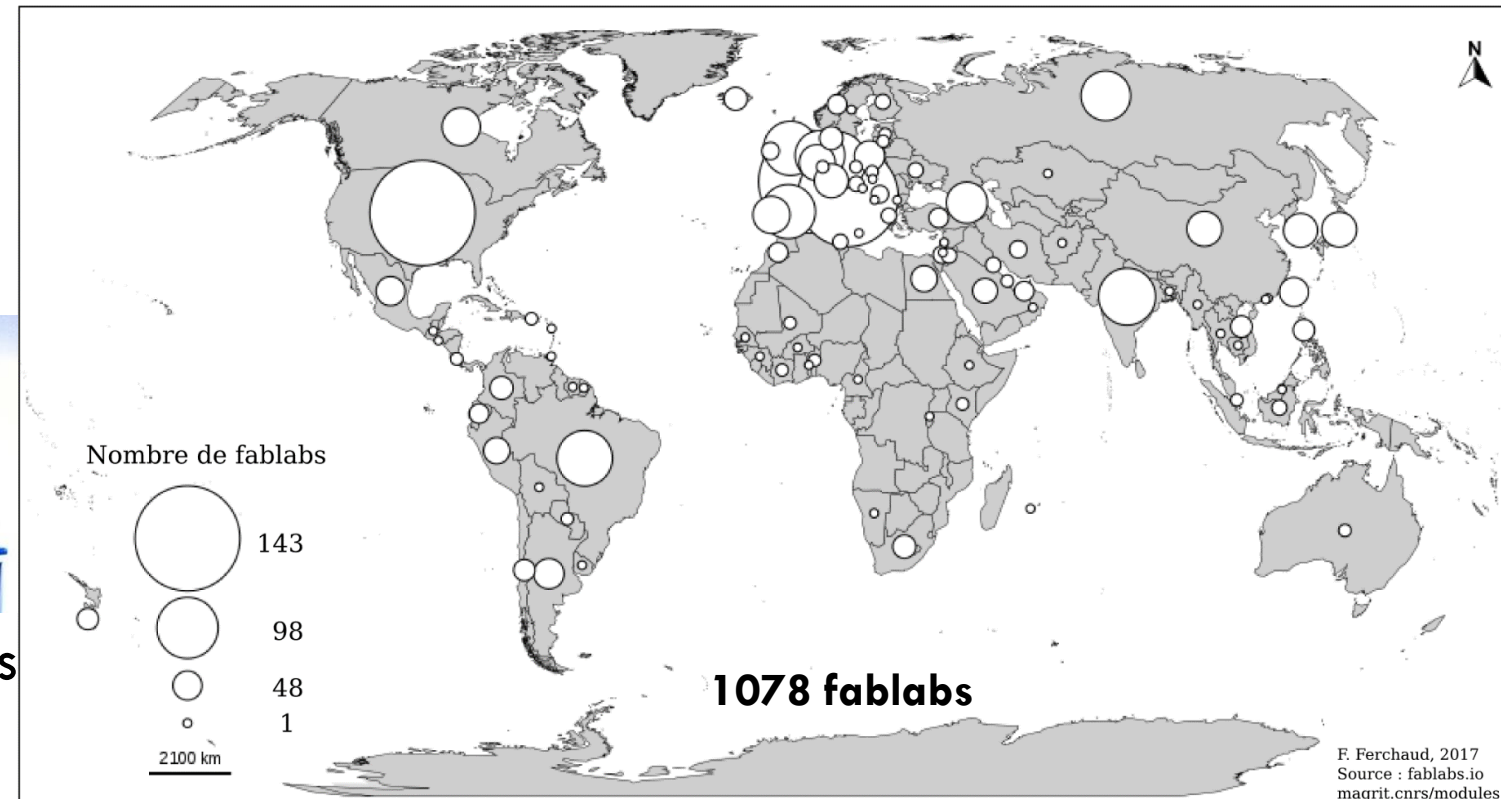 N
Nombre de fablabs
143
98
48
1
2100 km
1078 fablabs
F. Ferchaud, 2017
Source : fablabs.io
magrit.cnrs/modules
s